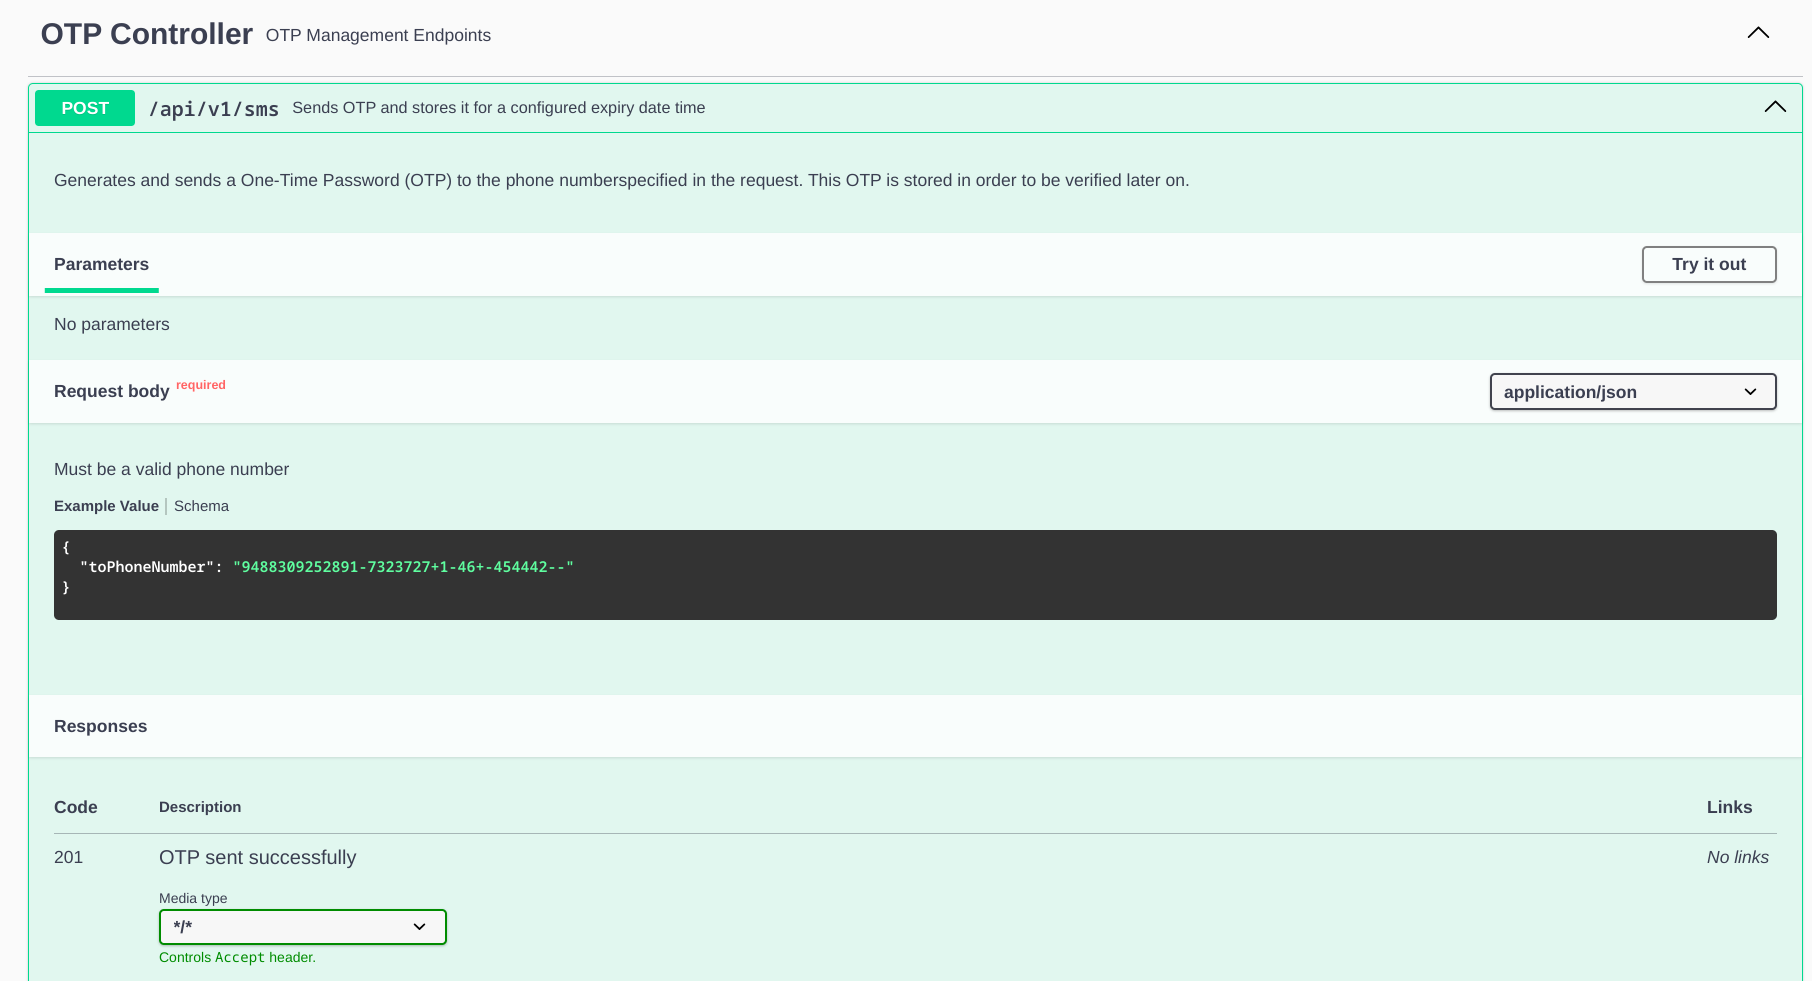 OTP Controller OTP Management Endpoints
POST /api/v1/sms Sends OTP and stores it for a configured expiry date time
Generates and sends a One-Time Password (OTP) to the phone numberspecified in the request. This OTP is stored in order to be verified later on.
Parameters Try it out
No parameters
Request body required application/json
Must be a valid phone number
Example Value Schema
{
"toPhoneNumber": "9488309252891-7323727+1-46+-454442--"
}
Responses
Code Description Links
201 OTP sent successfully No links
Media type
*/*
Controls Accept header.